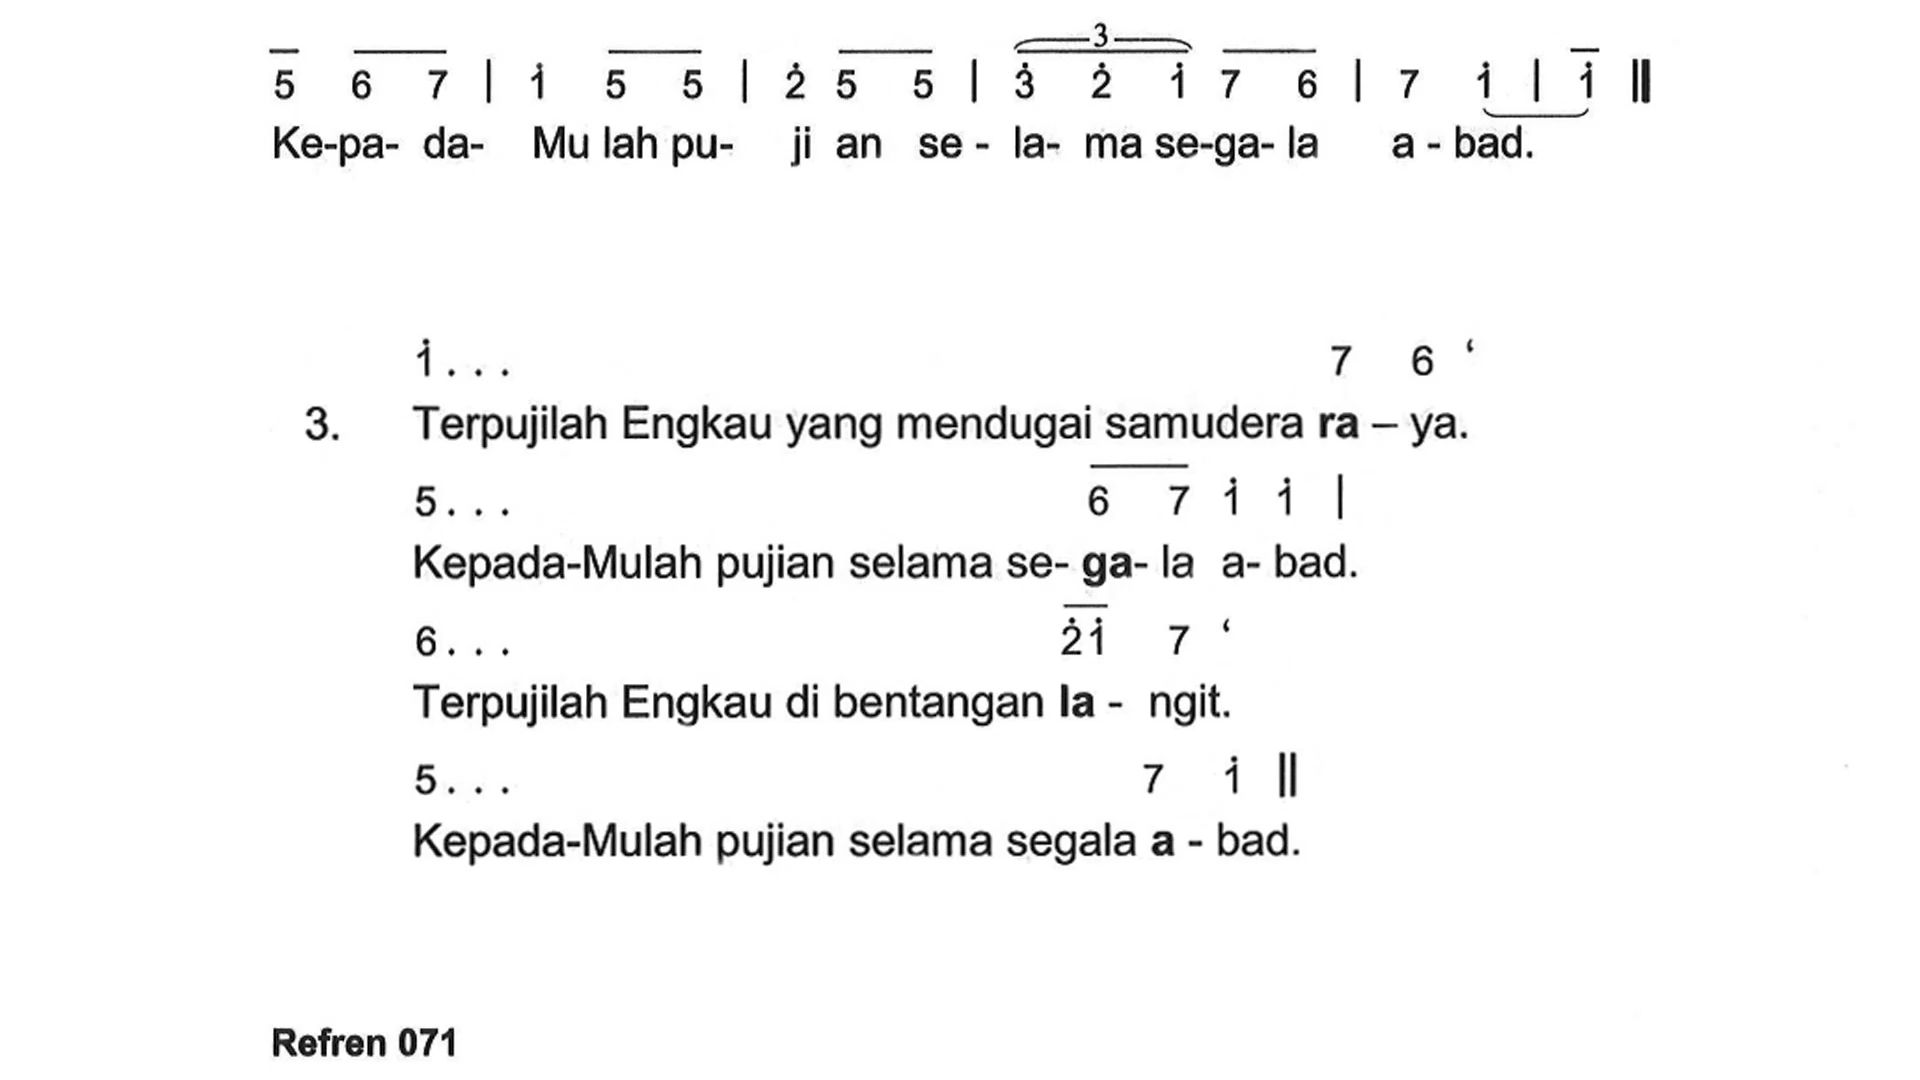 5 6 7 | 1̇ 5 5 | 2̇ 5 5 | 3̇ 2̇ 1̇ 7 6 | 7 1̇ | 1̇ ||
3
Ke-pa- da- Mu lah pu- ji an se - la- ma se-ga- la a - bad.
1̇ . . . 7 6 ‘
3. Terpujilah Engkau yang mendugai samudera ra – ya.
5 . . . 6 7 1̇ 1̇ |
Kepada-Mulah pujian selama se- ga- la a- bad.
6 . . . 2̇1̇ 7 ‘
Terpujilah Engkau di bentangan la - ngit.
5 . . . 7 1̇ ||
Kepada-Mulah pujian selama segala a - bad.
Refren 071